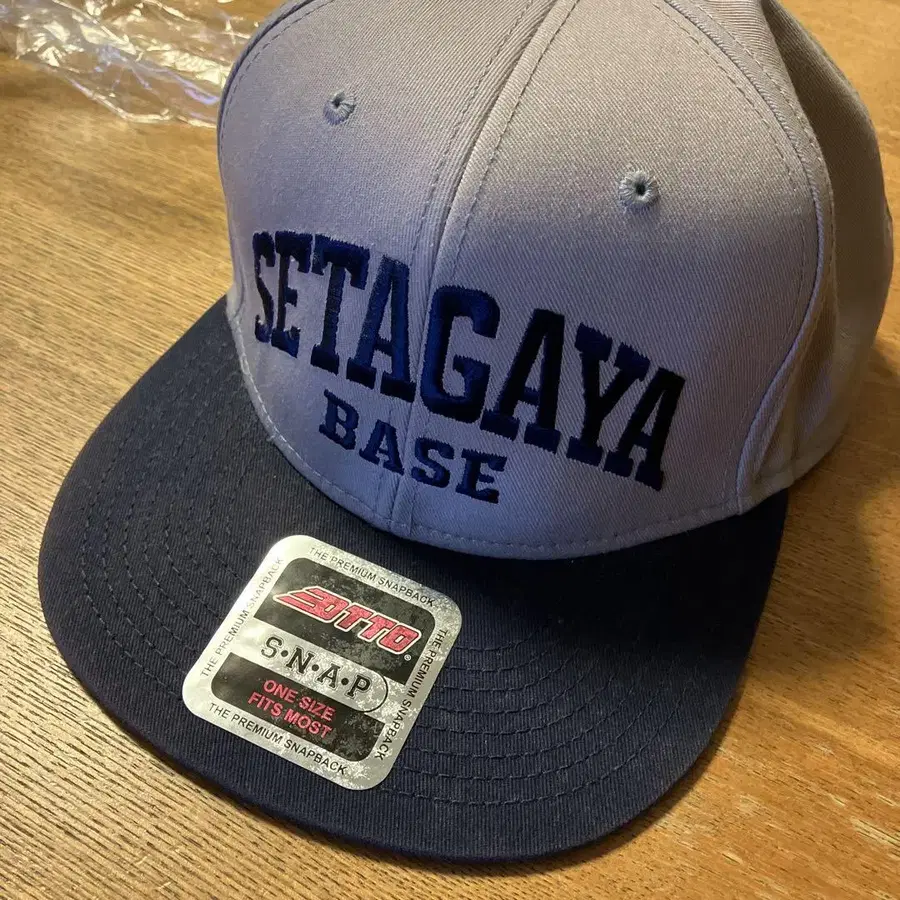 SETAGAYA
BASE
THE PREMIUM SNAPBACK
THE PREMIUM SNAPBACK
OTTO®
S·N·A·P
ONE SIZE
FITS MOST
THE PREMIUM SNAPBACK
THE PREMIUM SNAPBACK